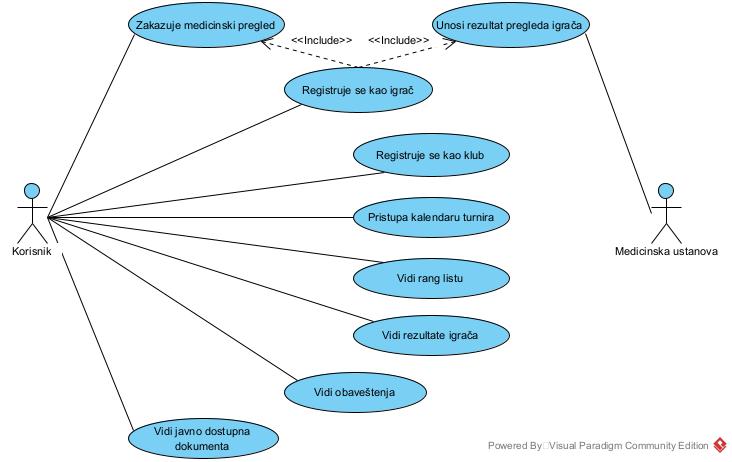 Zakazuje medicinski pregled
Unosi rezultat pregleda igrača
<<Include>>
<<Include>>
Registruje se kao igrač
Registruje se kao klub
Pristupa kalendaru turnira
Korisnik
Medicinska ustanova
Vidi rang listu
Vidi rezultate igrača
Vidi obaveštenja
Vidi javno dostupna
dokumenta
Powered By Visual Paradigm Community Edition